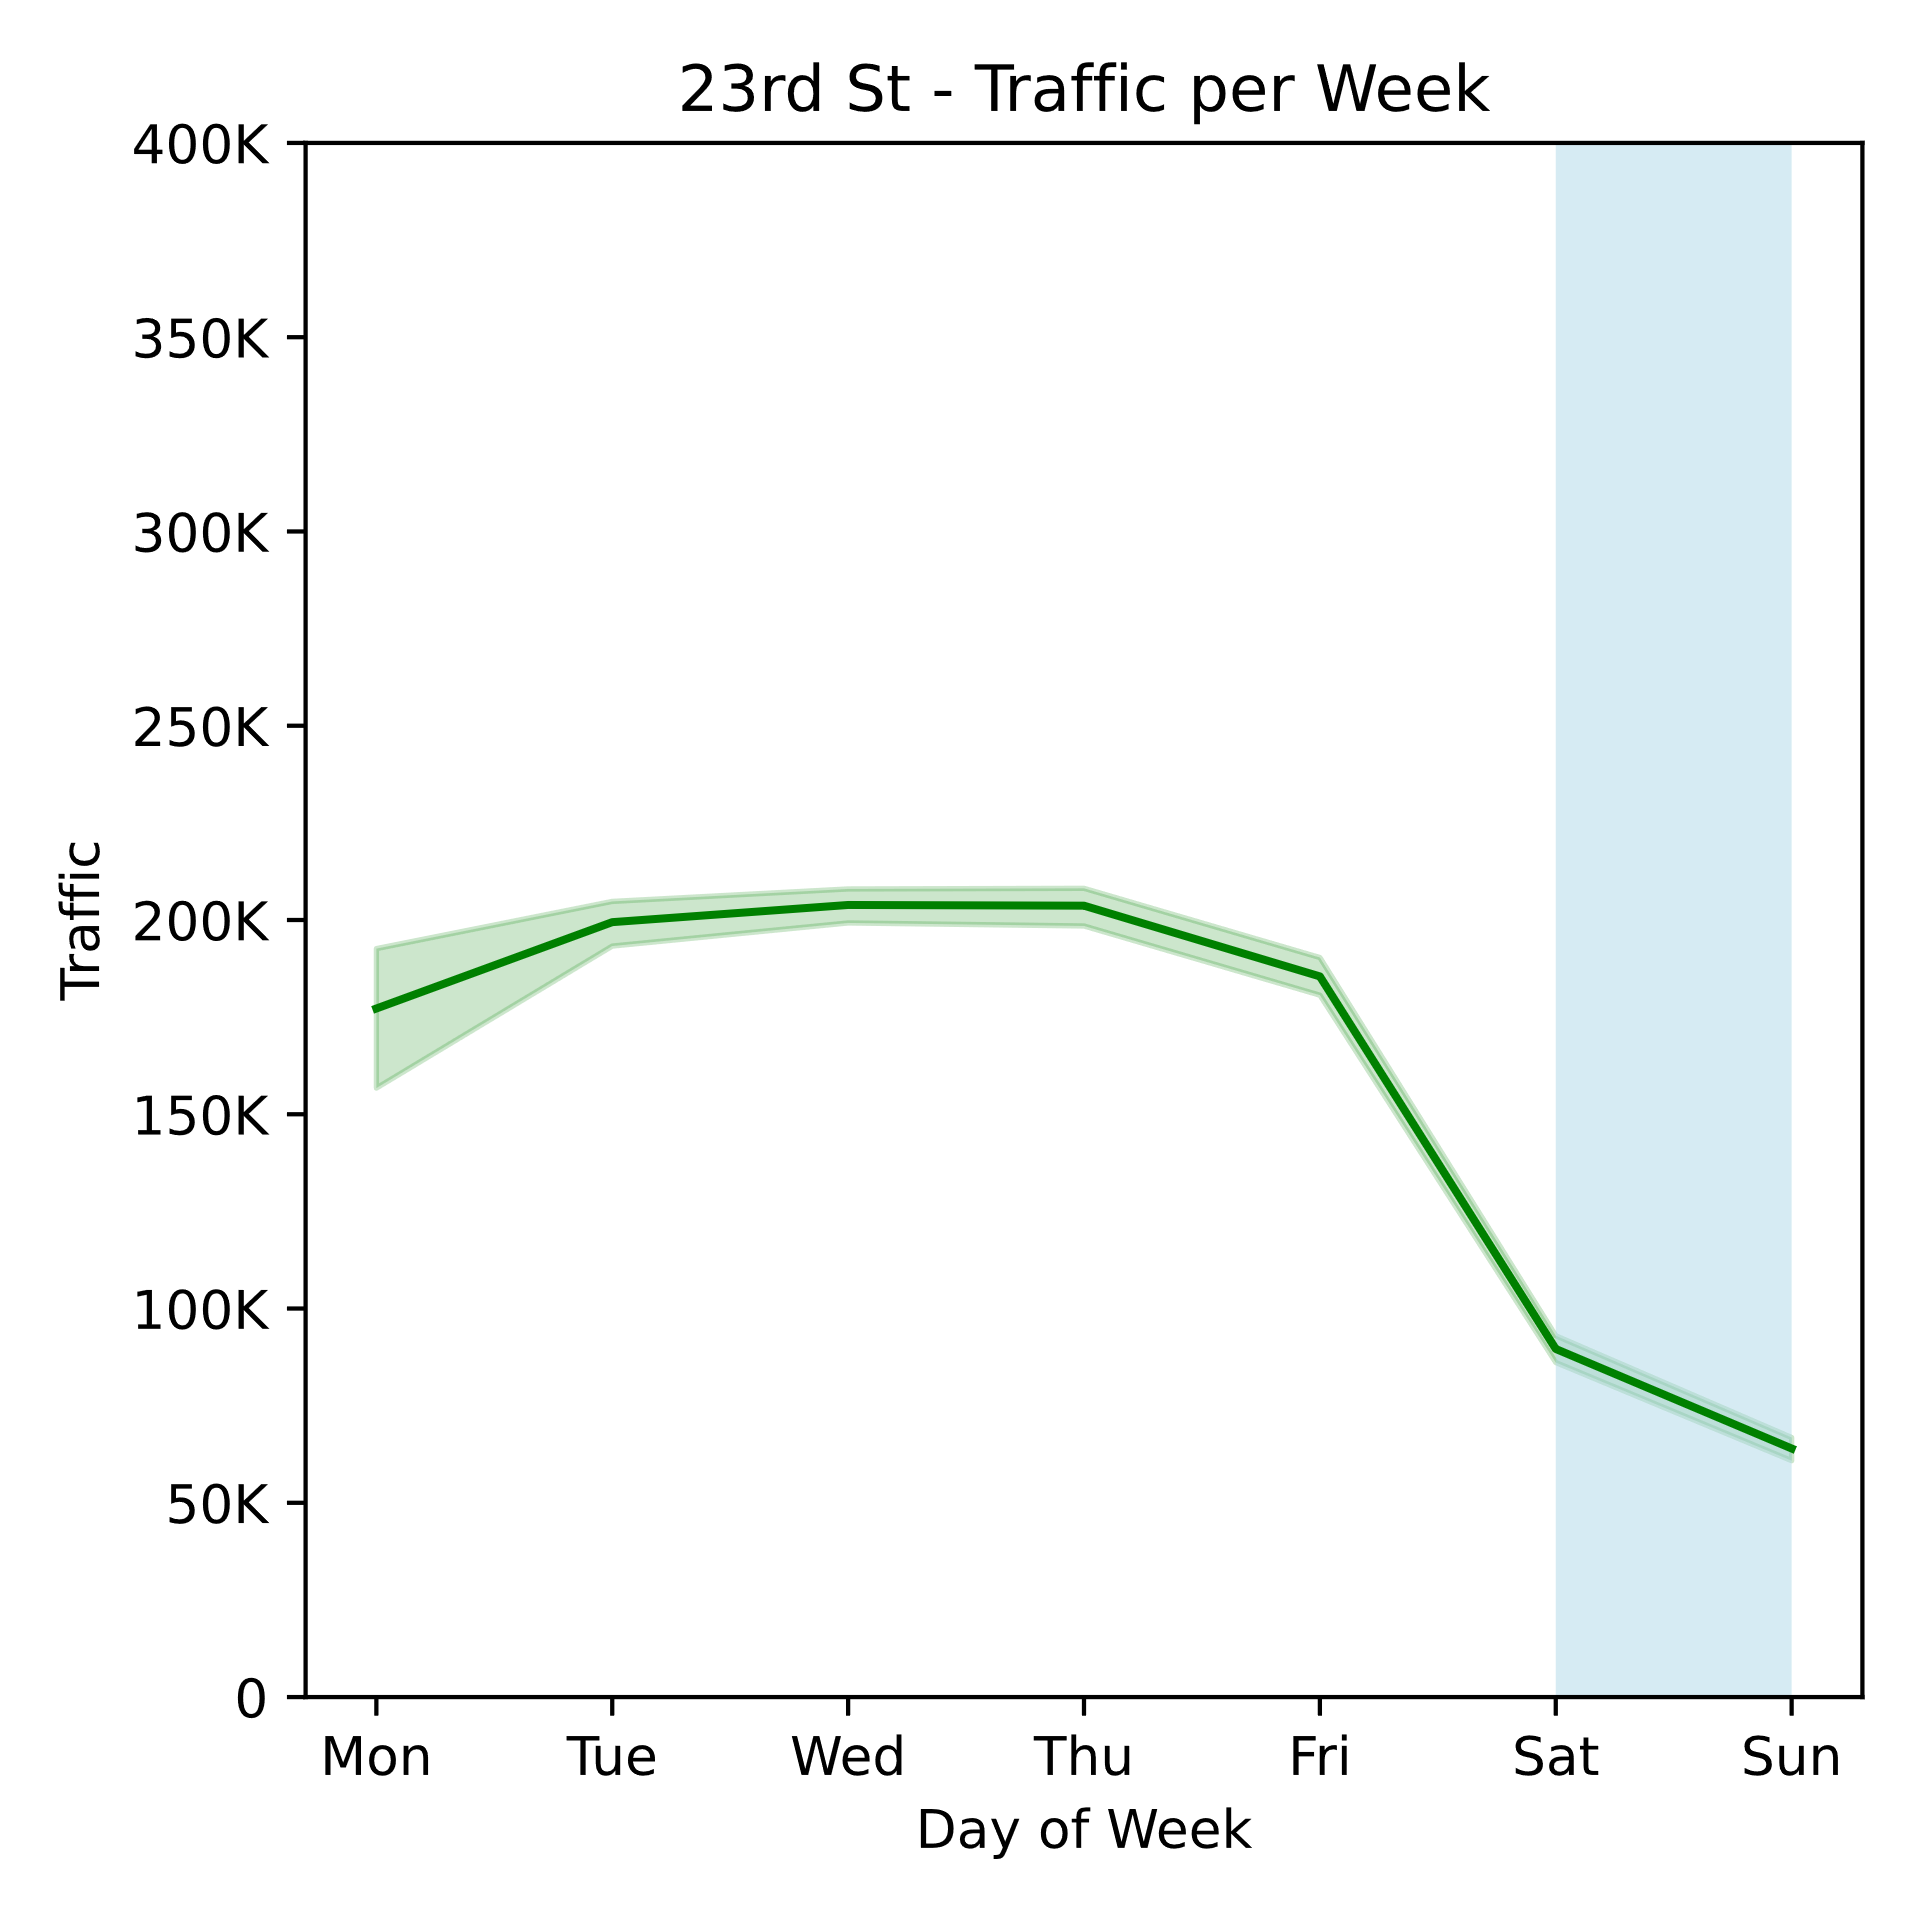 23rd St - Traffic per Week
400K
350K
300K
250K
200K
150K
100K
50K
0
Traffic
Mon Tue Wed Thu Fri Sat Sun
Day of Week